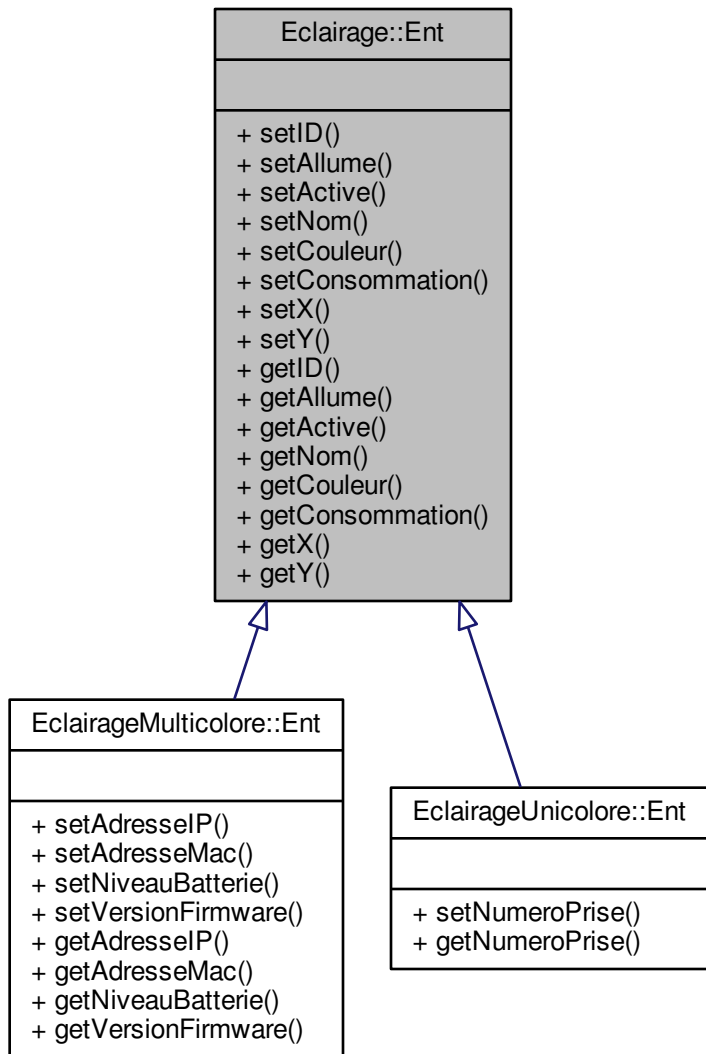 Eclairage::Ent
+ setID()
+ setAllume()
+ setActive()
+ setNom()
+ setCouleur()
+ setConsommation()
+ setX()
+ setY()
+ getID()
+ getAllume()
+ getActive()
+ getNom()
+ getCouleur()
+ getConsommation()
+ getX()
+ getY()
EclairageMulticolore::Ent
+ setAdresseIP()
+ setAdresseMac()
+ setNiveauBatterie()
+ setVersionFirmware()
+ getAdresseIP()
+ getAdresseMac()
+ getNiveauBatterie()
+ getVersionFirmware()
EclairageUnicolore::Ent
+ setNumeroPrise()
+ getNumeroPrise()